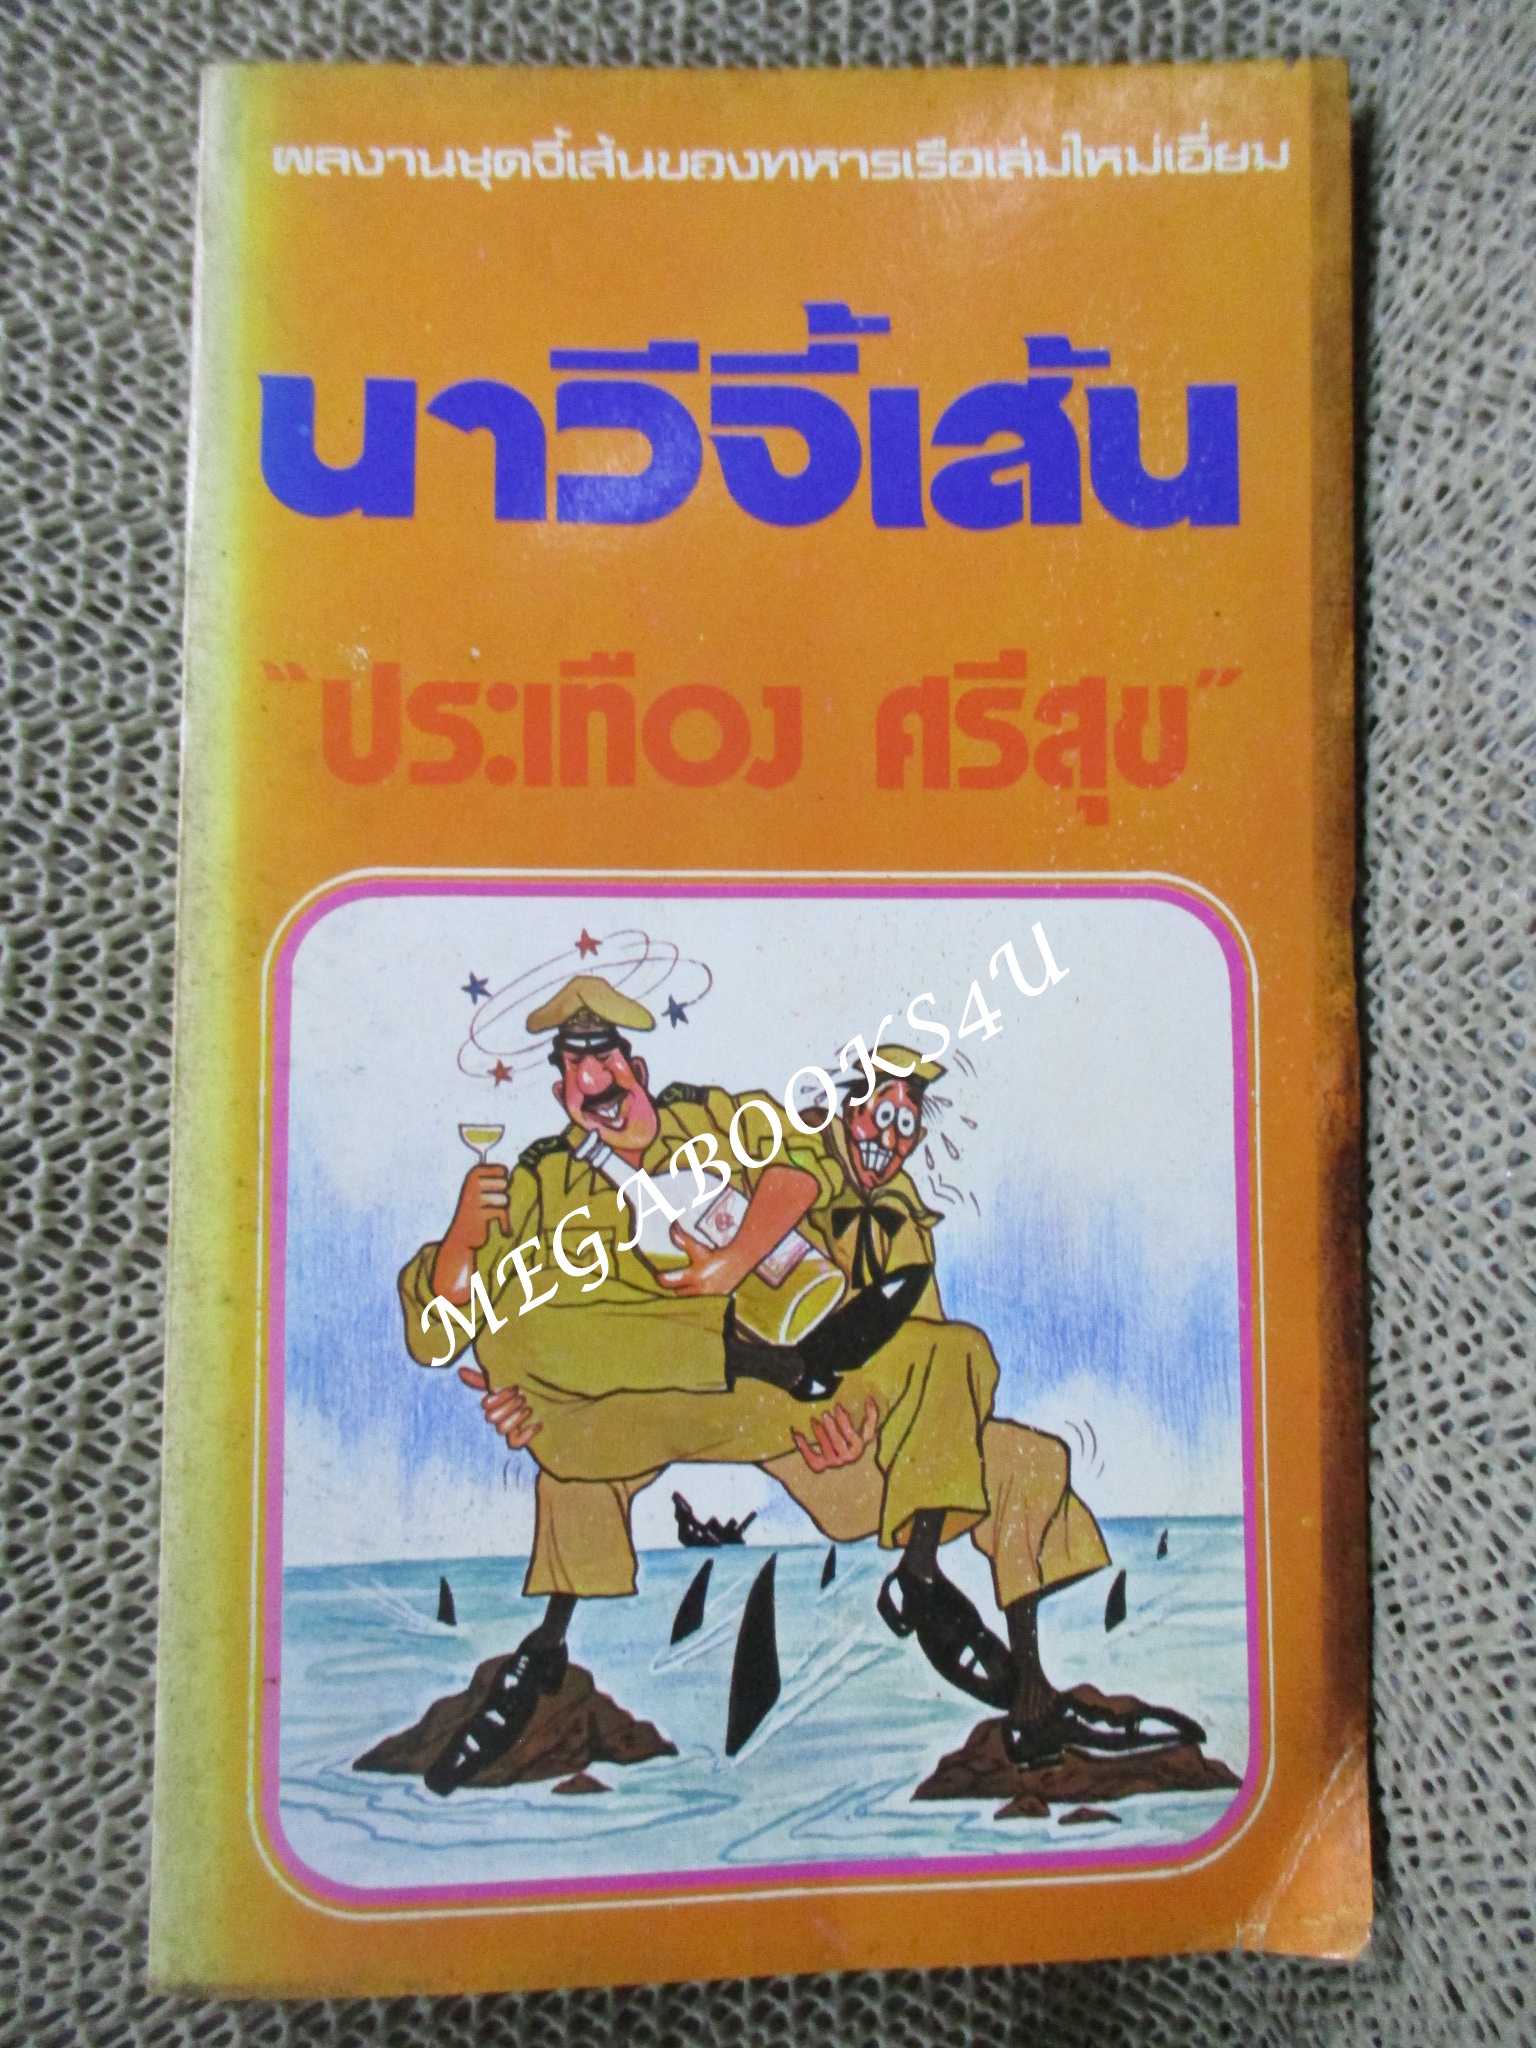 ผลงานชุดจี้เส้นของทหารเรือเล่มใหม่เอี่ยม
นาวีจี้เส้น
"ประเทือง ศรีสุข"
MEGABOOKS4U